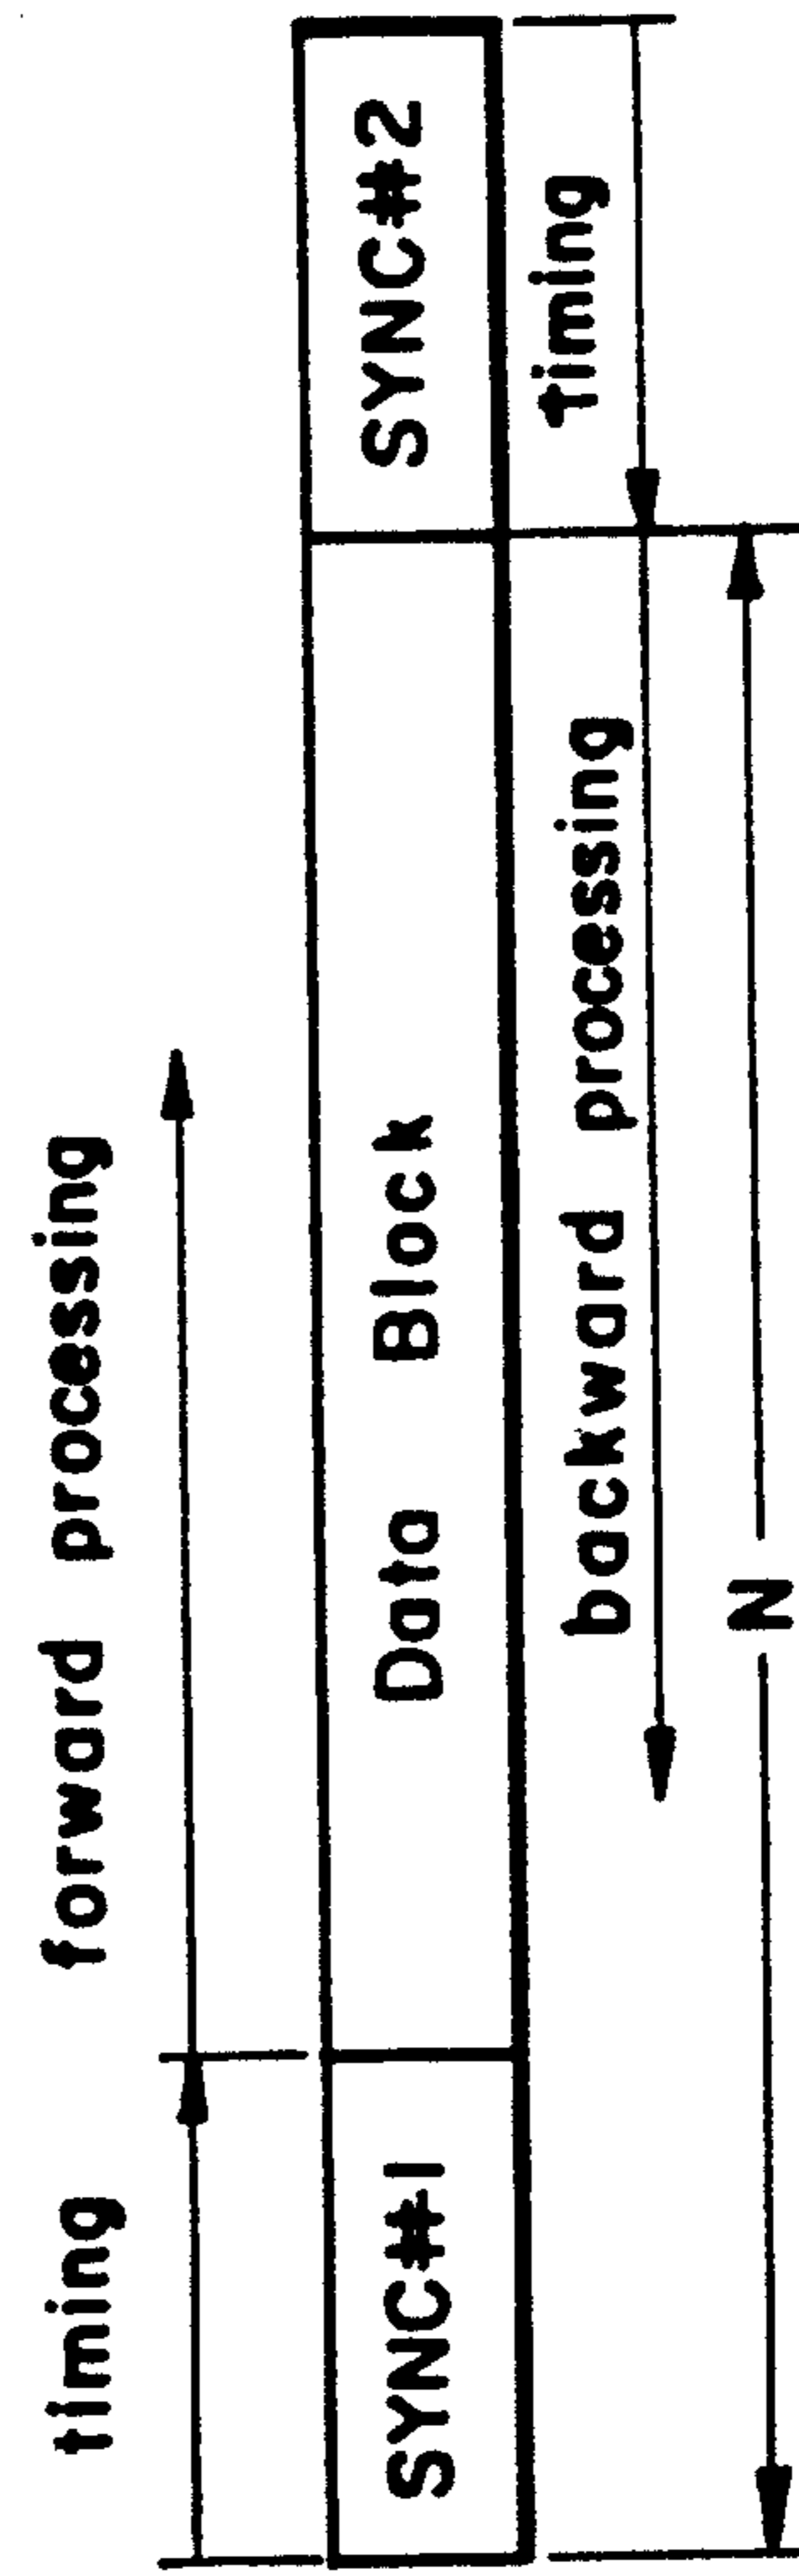 timing forward processing
SYNC#1 Data Block SYNC#2
backward processing timing
N